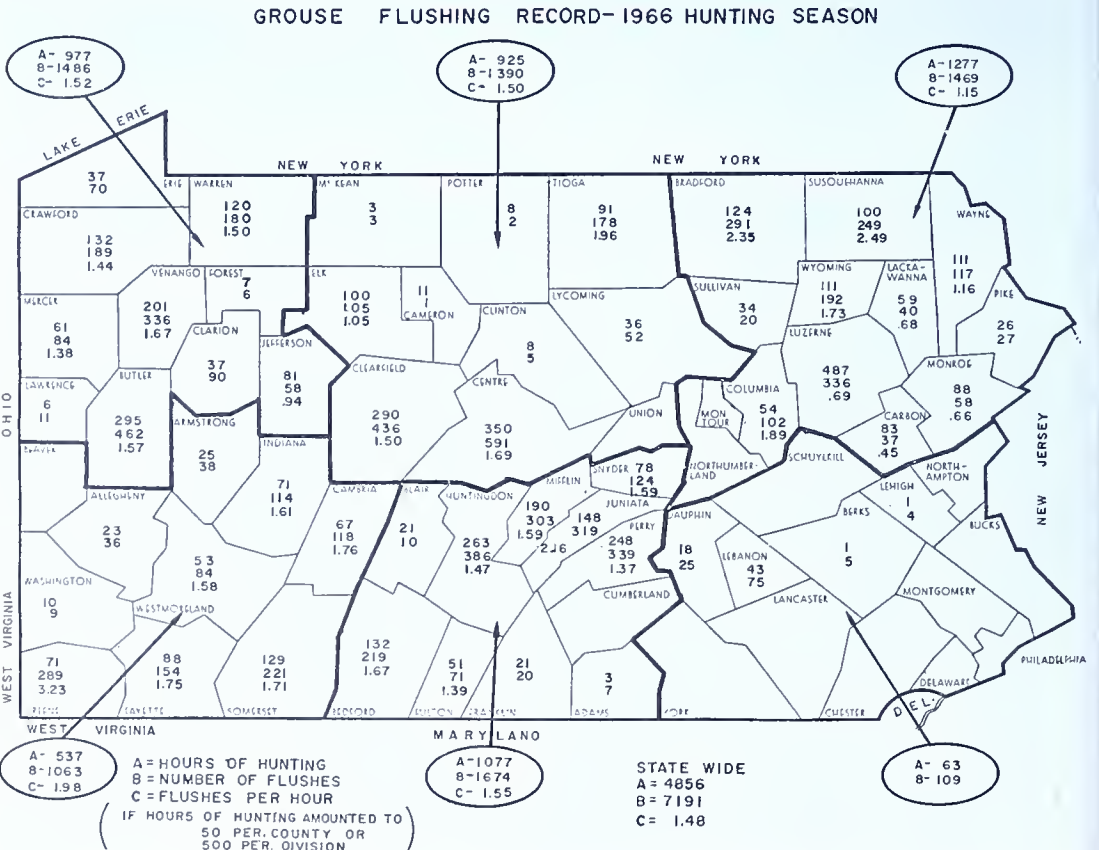 GROUSE FLUSHING RECORD-1966 HUNTING SEASON
A- 977
B-1486
C- 1.52
A- 925
B-1390
C- 1.50
A-1277
B-1469
C- 1.15
LAKE ERIE
NEW YORK
NEW YORK
ERIE
37
70
WARREN
120
180
1.50
McKEAN
3
3
POTTER
8
2
TIOGA
91
178
1.96
BRADFORD
124
291
2.35
SUSQUEHANNA
100
249
2.49
WAYNE
111
117
1.16
CRAWFORD
132
189
1.44
VENANGO
201
336
1.67
FOREST
7
6
ELK
100
105
1.05
CAMERON
11
1
CLINTON
8
5
LYCOMING
36
52
SULLIVAN
34
20
WYOMING
111
192
1.73
LACKA-
WANNA
59
40
.68
PIKE
26
27
MERCER
61
84
1.38
CLARION
37
90
JEFFERSON
81
58
.94
CLEARFIELD
290
436
1.50
CENTRE
350
591
1.69
UNION
COLUMBIA
54
102
1.89
MON
TOUR
LUZERNE
487
336
.69
MONROE
88
58
.66
CARBON
83
37
.45
OHIO
LAWRENCE
6
11
BUTLER
295
462
1.57
ARMSTRONG
25
38
INDIANA
71
114
1.61
BEAVER
ALLEGHENY
23
36
CAMBRIA
67
118
1.76
BLAIR
21
10
HUNTINGDON
263
386
1.47
MIFFLIN
190
303
1.59
SNYDER
78
124
1.59
JUNIATA
148
319
2.16
PERRY
248
339
1.37
NORTHUMBER-
LAND
DAUPHIN
18
25
SCHUYLKILL
LEBANON
43
75
BERKS
1
5
LEHIGH
1
4
NORTH-
AMPTON
BUCKS
NEW JERSEY
WASHINGTON
10
9
WESTMORELAND
53
84
1.58
CUMBERLAND
LANCASTER
MONTGOMERY
PHILADELPHIA
DELAWARE
WEST VIRGINIA
GREENE
71
289
3.23
FAYETTE
88
154
1.75
SOMERSET
129
221
1.71
BEDFORD
132
219
1.67
FULTON
51
71
1.39
FRANKLIN
21
20
ADAMS
3
7
YORK
CHESTER
DEL.
WEST VIRGINIA
MARYLAND
A- 537
B-1063
C- 1.98
A = HOURS OF HUNTING
B = NUMBER OF FLUSHES
C = FLUSHES PER HOUR
(IF HOURS OF HUNTING AMOUNTED TO
50 PER. COUNTY OR
500 PER. DIVISION)
A-1077
B-1674
C- 1.55
STATE WIDE
A = 4856
B = 7191
C = 1.48
A- 63
B- 109